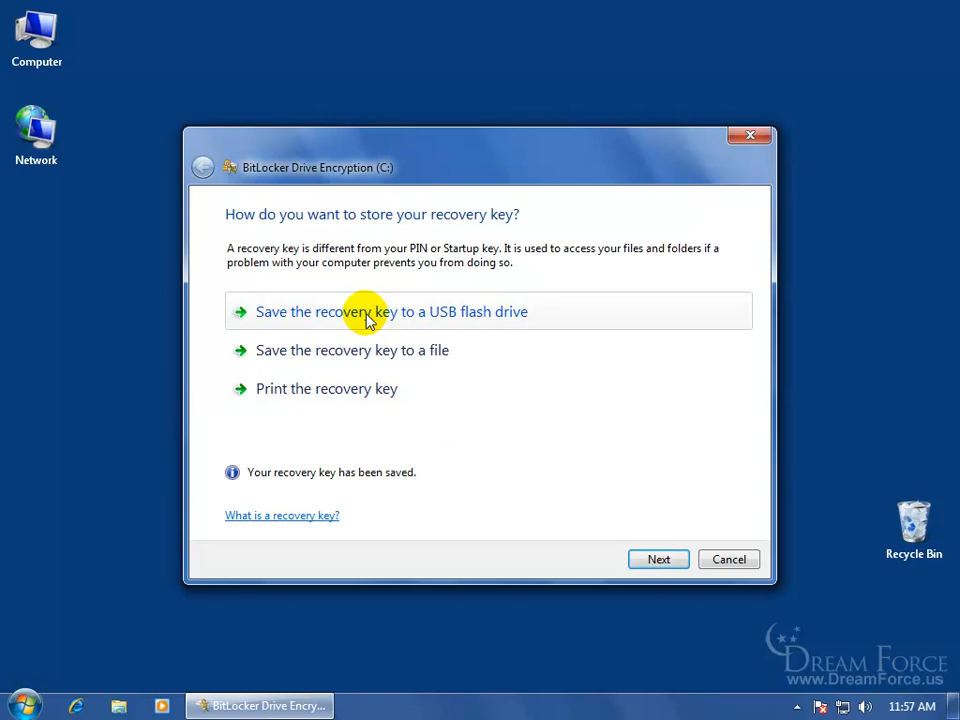 Computer
Network
BitLocker Drive Encryption (C:)
How do you want to store your recovery key?
A recovery key is different from your PIN or Startup key. It is used to access your files and folders if a
problem with your computer prevents you from doing so.
Save the recovery key to a USB flash drive
Save the recovery key to a file
Print the recovery key
Your recovery key has been saved.
What is a recovery key?
Next
Cancel
Recycle Bin
DREAM FORCE
www.DreamForce.us
BitLocker Drive Encry...
11:57 AM